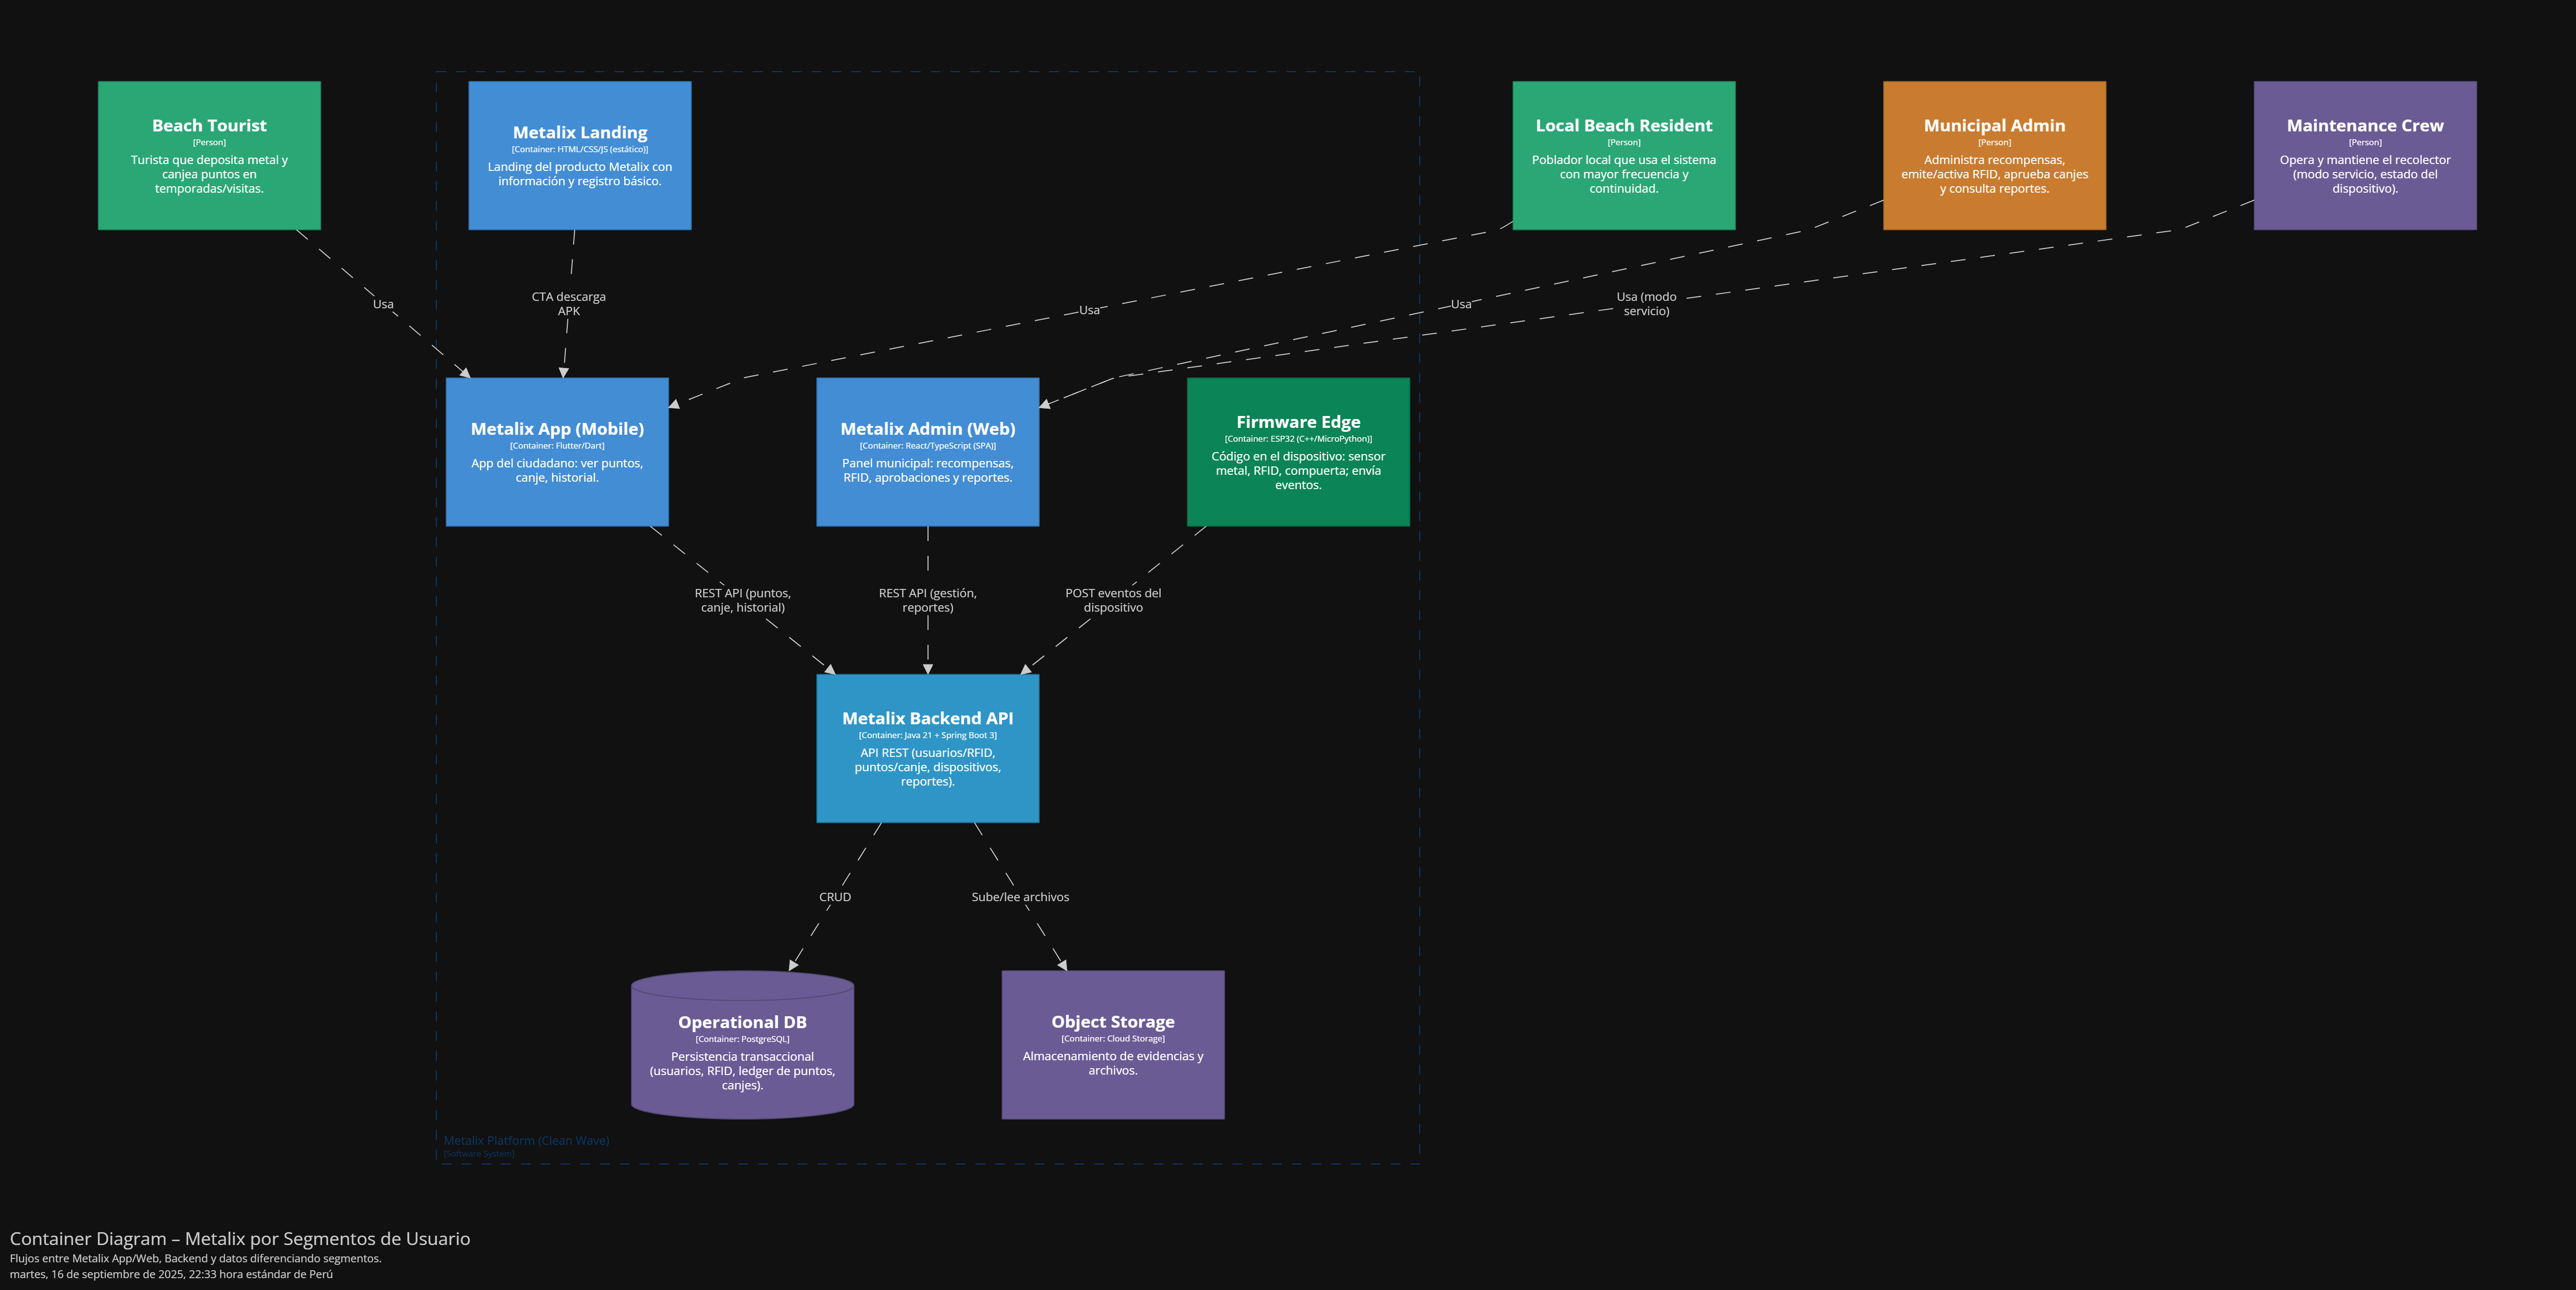 Beach Tourist
[Person]
Turista que deposita metal y
canjea puntos en
temporadas/visitas.
Metalix Landing
[Container: HTML/CSS/JS (estático)]
Landing del producto Metalix con
información y registro básico.
Local Beach Resident
[Person]
Poblador local que usa el sistema
con mayor frecuencia y
continuidad.
Municipal Admin
[Person]
Administra recompensas,
emite/activa RFID, aprueba canjes
y consulta reportes.
Maintenance Crew
[Person]
Opera y mantiene el recolector
(modo servicio, estado del
dispositivo).
Usa
CTA descarga
APK
Usa
Usa
Usa (modo
servicio)
Metalix App (Mobile)
[Container: Flutter/Dart]
App del ciudadano: ver puntos,
canje, historial.
Metalix Admin (Web)
[Container: React/TypeScript (SPA)]
Panel municipal: recompensas,
RFID, aprobaciones y reportes.
Firmware Edge
[Container: ESP32 (C++/MicroPython)]
Código en el dispositivo: sensor
metal, RFID, compuerta; envía
eventos.
REST API (puntos,
canje, historial)
REST API (gestión,
reportes)
POST eventos del
dispositivo
Metalix Backend API
[Container: Java 21 + Spring Boot 3]
API REST (usuarios/RFID,
puntos/canje, dispositivos,
reportes).
CRUD
Sube/lee archivos
Operational DB
[Container: PostgreSQL]
Persistencia transaccional
(usuarios, RFID, ledger de puntos,
canjes).
Object Storage
[Container: Cloud Storage]
Almacenamiento de evidencias y
archivos.
Metalix Platform (Clean Wave)
[Software System]
Container Diagram – Metalix por Segmentos de Usuario
Flujos entre Metalix App/Web, Backend y datos diferenciando segmentos.
martes, 16 de septiembre de 2025, 22:33 hora estándar de Perú